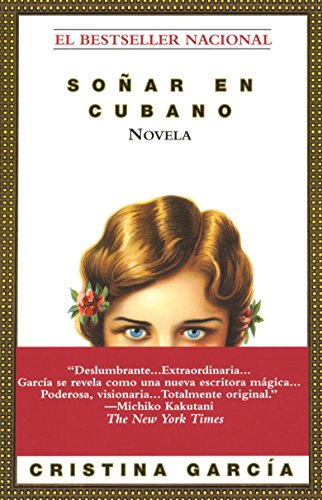 EL BESTSELLER NACIONAL
SOÑAR EN
CUBANO
NOVELA
“Deslumbrante...Extraordinaria...
García se revela como una nueva escritora mágica...
Poderosa, visionaria...Totalmente original.”
—Michiko Kakutani
The New York Times
CRISTINA GARCÍA